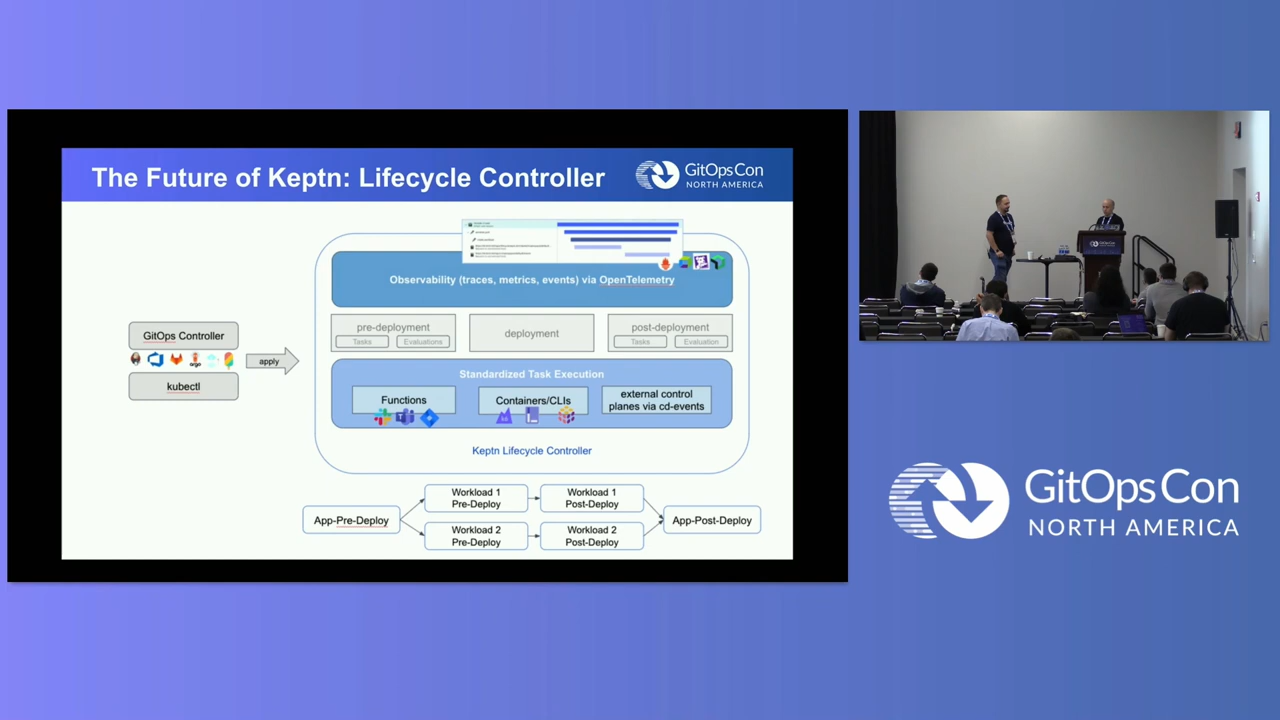 The Future of Keptn: Lifecycle Controller
GitOpsCon
NORTH AMERICA
Observability (traces, metrics, events) via OpenTelemetry
GitOps Controller
argo
kubectl
apply
pre-deployment
Tasks
Evaluations
deployment
post-deployment
Tasks
Evaluation
Standardized Task Execution
Functions
Containers/CLIs
external control
planes via cd-events
Keptn Lifecycle Controller
App-Pre-Deploy
Workload 1
Pre-Deploy
Workload 1
Post-Deploy
Workload 2
Pre-Deploy
Workload 2
Post-Deploy
App-Post-Deploy
GitOpsCon
NORTH AMERICA